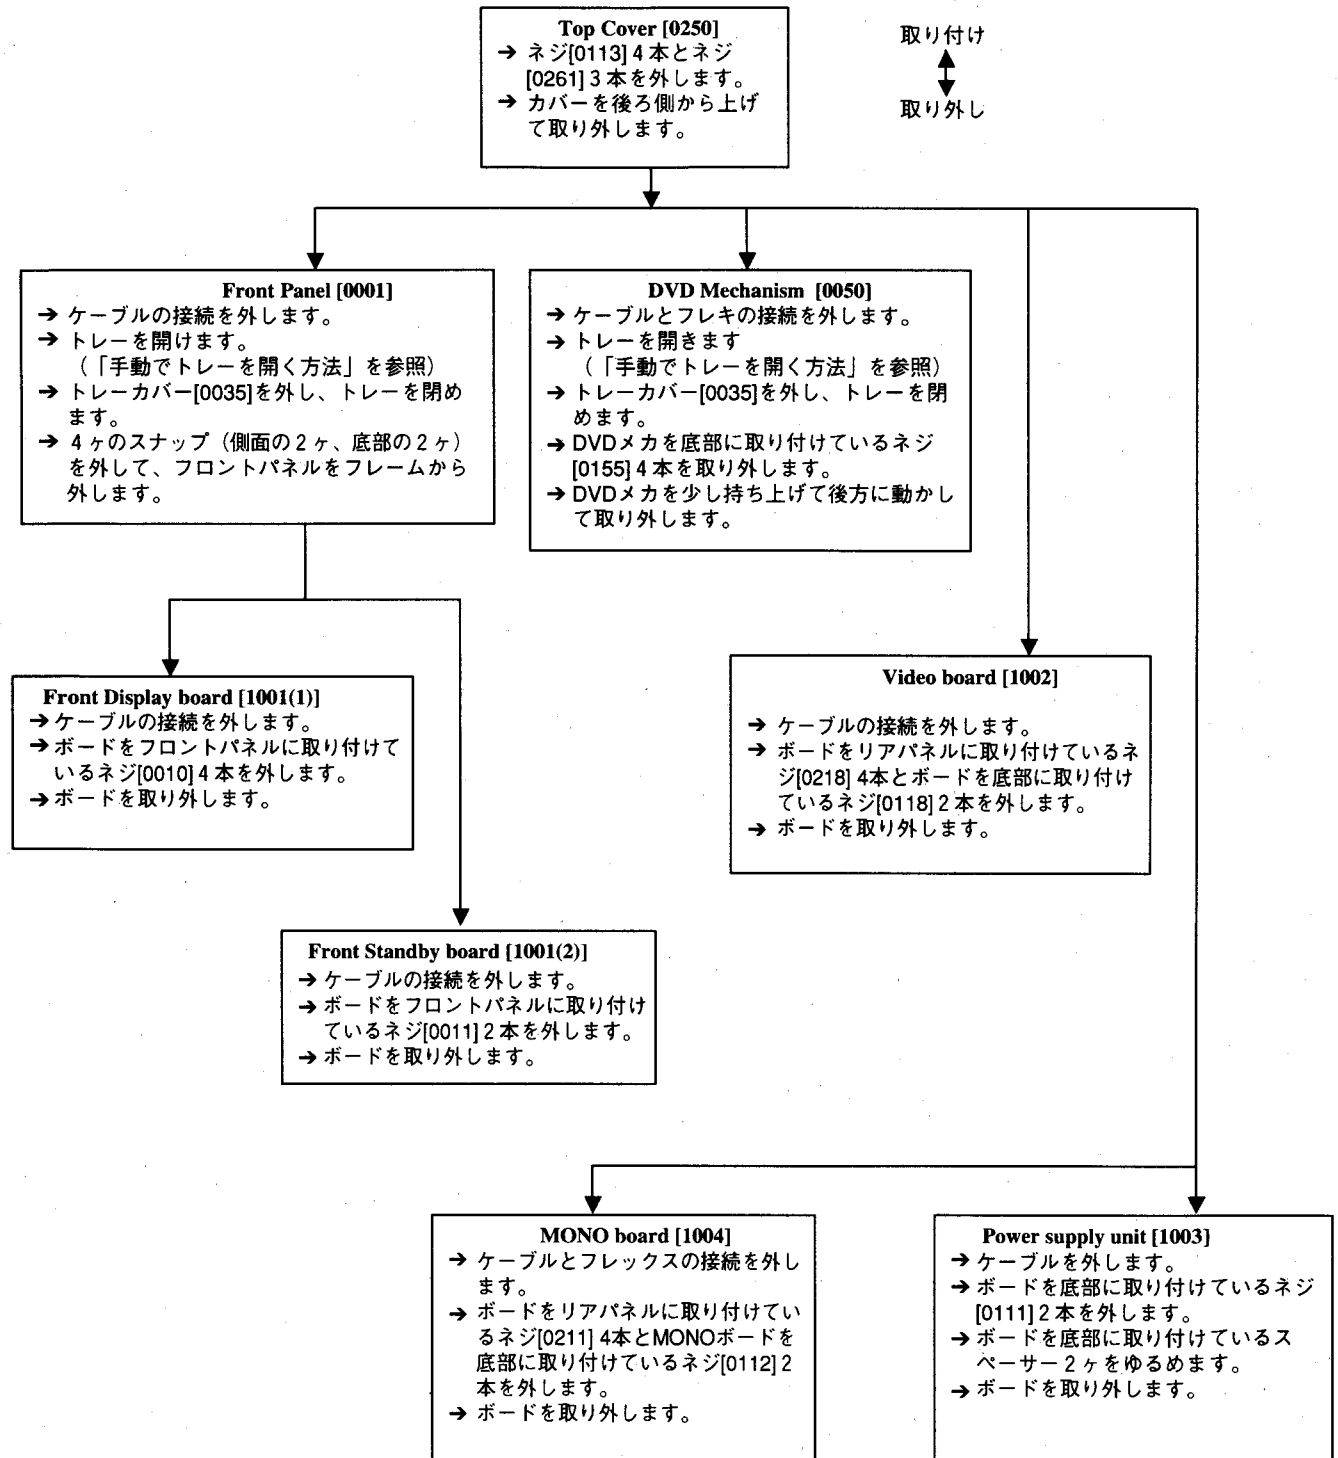 Top Cover [0250]
→ ネジ[0113] 4 本とネジ
[0261] 3 本を外します。
→ カバーを後ろ側から上げ
て取り外します。
取り付け
取り外し
Front Panel [0001]
→ ケーブルの接続を外します。
→ トレーを開けます。
（「手動でトレーを開く方法」を参照）
→ トレーカバー[0035]を外し、トレーを閉め
ます。
→ 4 ヶのスナップ（側面の2 ヶ、底部の2 ヶ）
を外して、フロントパネルをフレームから
外します。
DVD Mechanism [0050]
→ ケーブルとフレキの接続を外します。
→ トレーを開きます
（「手動でトレーを開く方法」を参照）
→ トレーカバー[0035]を外し、トレーを閉
めます。
→ DVDメカを底部に取り付けているネジ
[0155] 4 本を取り外します。
→ DVDメカを少し持ち上げて後方に動かし
て取り外します。
Front Display board [1001(1)]
→ ケーブルの接続を外します。
→ ボードをフロントパネルに取り付けて
いるネジ[0010] 4 本を外します。
→ ボードを取り外します。
Video board [1002]
→ ケーブルの接続を外します。
→ ボードをリアパネルに取り付けているネ
ジ[0218] 4本とボードを底部に取り付け
ているネジ[0118] 2 本を外します。
→ ボードを取り外します。
Front Standby board [1001(2)]
→ ケーブルの接続を外します。
→ ボードをフロントパネルに取り付け
ているネジ[0011] 2 本を外します。
→ ボードを取り外します。
MONO board [1004]
→ ケーブルとフレックスの接続を外し
ます。
→ ボードをリアパネルに取り付けてい
るネジ[0211] 4本とMONOボードを
底部に取り付けているネジ[0112] 2
本を外します。
→ ボードを取り外します。
Power supply unit [1003]
→ ケーブルを外します。
→ ボードを底部に取り付けているネジ
[0111] 2 本を外します。
→ ボードを底部に取り付けているス
ペーサー 2 ヶをゆるめます。
→ ボードを取り外します。